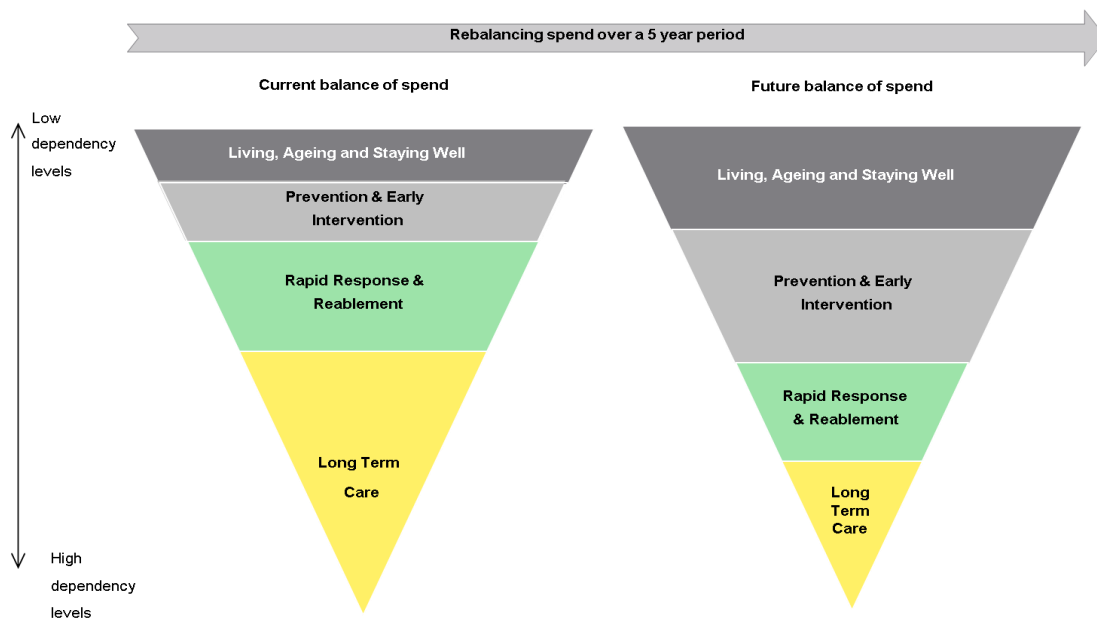 Rebalancing spend over a 5 year period
Current balance of spend
Future balance of spend
Low
dependency
levels
Living, Ageing and Staying Well
Prevention & Early
Intervention
Rapid Response &
Reablement
Long Term
Care
Living, Ageing and Staying Well
Prevention & Early
Intervention
Rapid Response
& Reablement
Long
Term
Care
High
dependency
levels